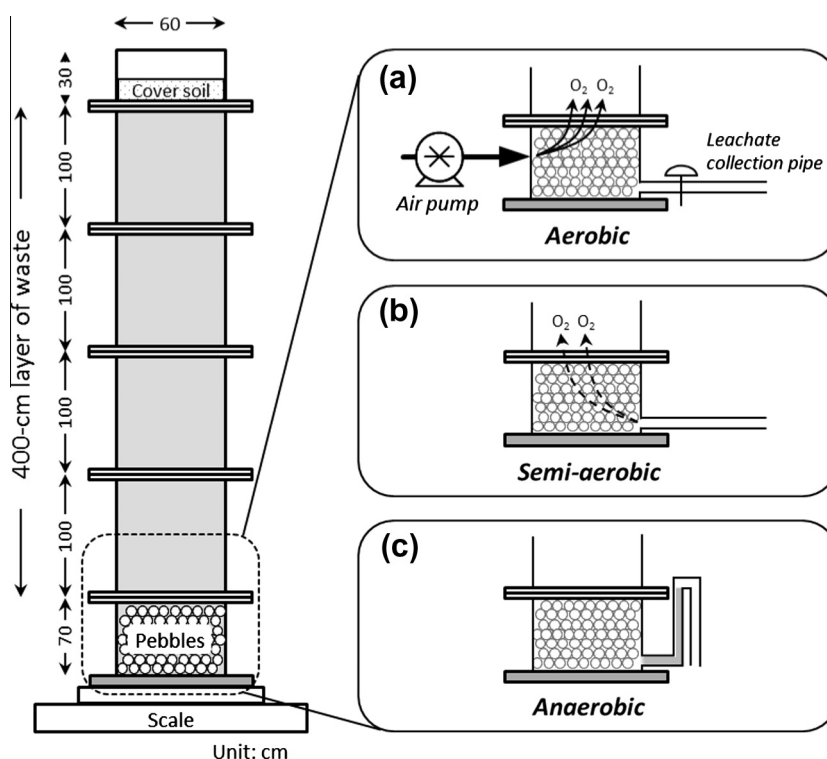 60
30
Cover soil
400-cm layer of waste
100
100
100
100
70
Pebbles
Scale
Unit: cm
(a)
O₂ O₂
Air pump
Leachate
collection pipe
Aerobic
(b)
O₂ O₂
Semi-aerobic
(c)
Anaerobic